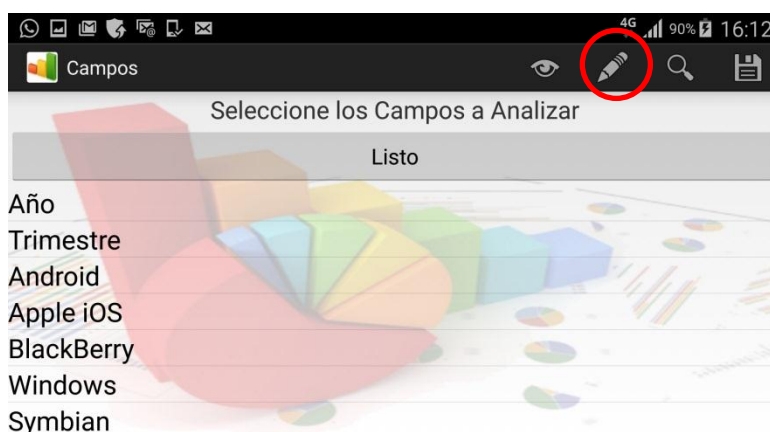 4G 90% 16:12
Campos
Seleccione los Campos a Analizar
Listo
Año
Trimestre
Android
Apple iOS
BlackBerry
Windows
Symbian